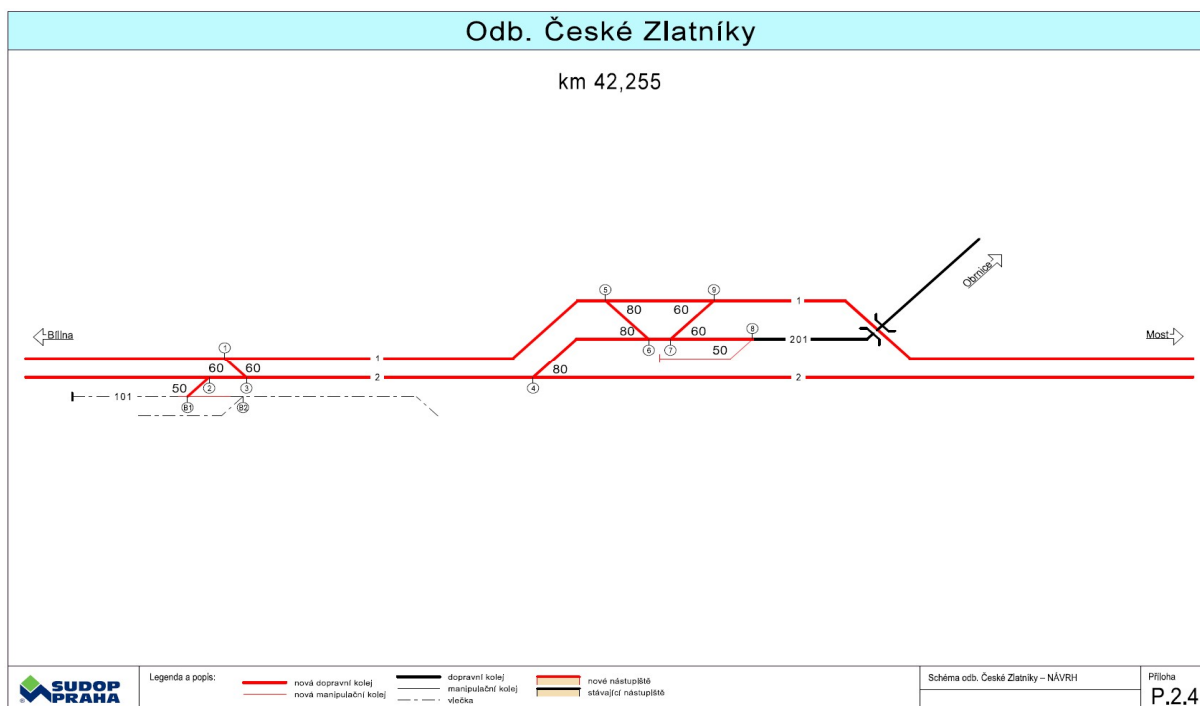 Odb. České Zlatníky
km 42,255
Obrnice
5
9
80
60
1
80
60
8
Bílina
6
7
201
Most
1
50
1
60
60
2
80
2
50
2
3
4
101
B1
B2
SUDOP
PRAHA
Legenda a popis:
nová dopravní kolej
nová manipulační kolej
dopravní kolej
manipulační kolej
vlečka
nové nástupiště
stávající nástupiště
Schéma odb. České Zlatníky – NÁVRH
Příloha
P.2.4